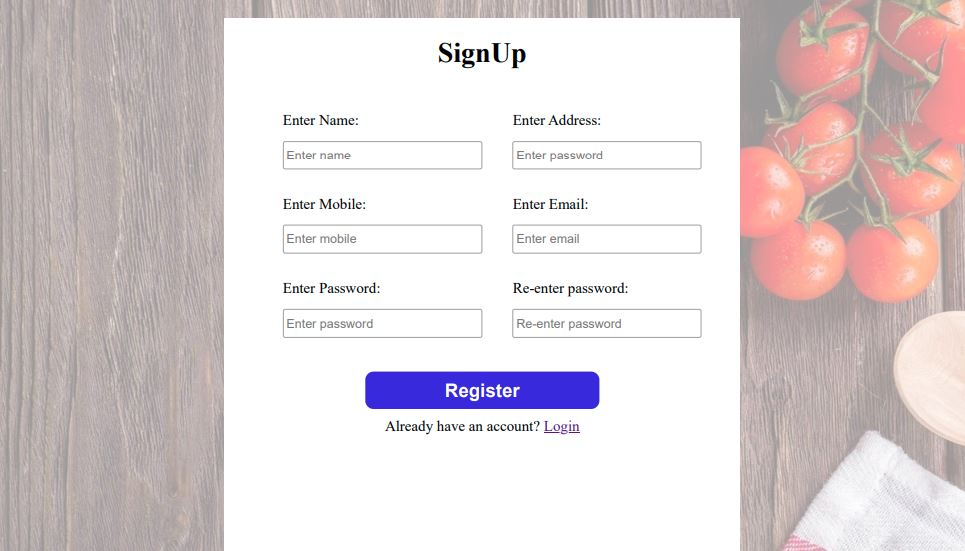 SignUp
Enter Name:
Enter Address:
Enter name
Enter password
Enter Mobile:
Enter Email:
Enter mobile
Enter email
Enter Password:
Re-enter password:
Enter password
Re-enter password
Register
Already have an account? Login